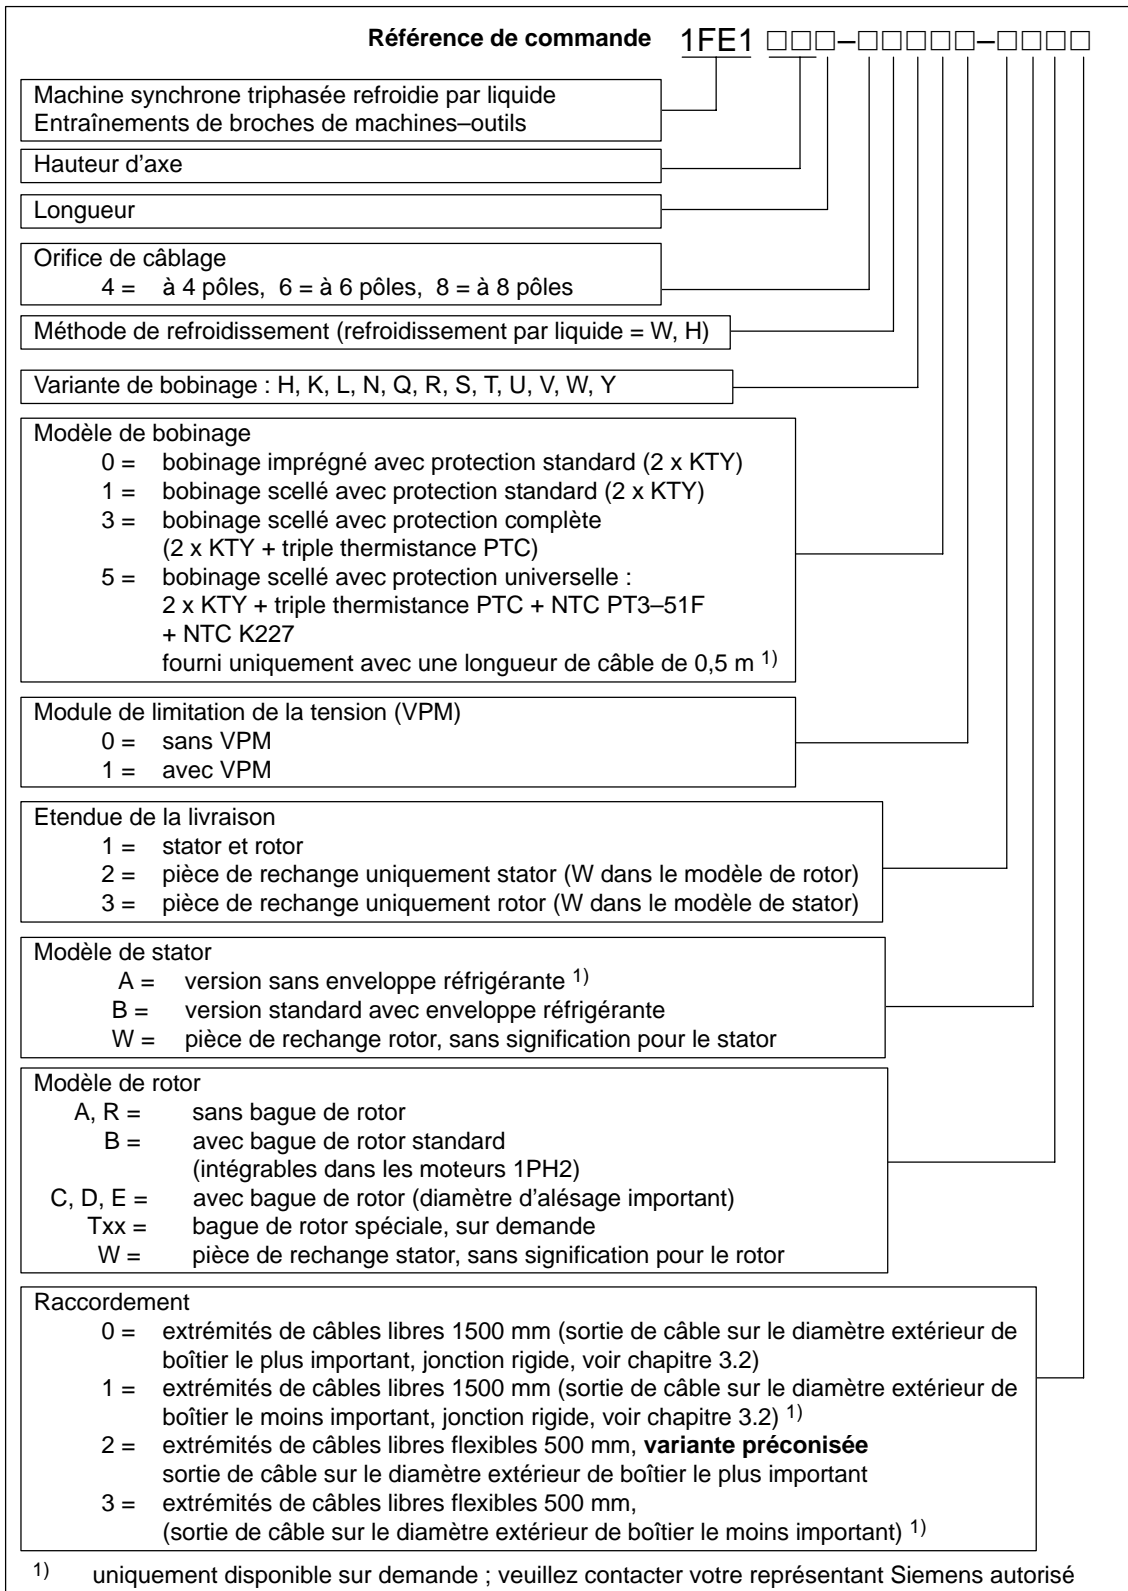 Référence de commande 1FE1 □□□–□□□□□–□□□□
Machine synchrone triphasée refroidie par liquide
Entraînements de broches de machines–outils
Hauteur d'axe
Longueur
Orifice de câblage
4 = à 4 pôles, 6 = à 6 pôles, 8 = à 8 pôles
Méthode de refroidissement (refroidissement par liquide = W, H)
Variante de bobinage : H, K, L, N, Q, R, S, T, U, V, W, Y
Modèle de bobinage
0 = bobinage imprégné avec protection standard (2 x KTY)
1 = bobinage scellé avec protection standard (2 x KTY)
3 = bobinage scellé avec protection complète
(2 x KTY + triple thermistance PTC)
5 = bobinage scellé avec protection universelle :
2 x KTY + triple thermistance PTC + NTC PT3–51F
+ NTC K227
fourni uniquement avec une longueur de câble de 0,5 m 1)
Module de limitation de la tension (VPM)
0 = sans VPM
1 = avec VPM
Etendue de la livraison
1 = stator et rotor
2 = pièce de rechange uniquement stator (W dans le modèle de rotor)
3 = pièce de rechange uniquement rotor (W dans le modèle de stator)
Modèle de stator
A = version sans enveloppe réfrigérante 1)
B = version standard avec enveloppe réfrigérante
W = pièce de rechange rotor, sans signification pour le stator
Modèle de rotor
A, R = sans bague de rotor
B = avec bague de rotor standard
(intégrables dans les moteurs 1PH2)
C, D, E = avec bague de rotor (diamètre d'alésage important)
Txx = bague de rotor spéciale, sur demande
W = pièce de rechange stator, sans signification pour le rotor
Raccordement
0 = extrémités de câbles libres 1500 mm (sortie de câble sur le diamètre extérieur de
boîtier le plus important, jonction rigide, voir chapitre 3.2)
1 = extrémités de câbles libres 1500 mm (sortie de câble sur le diamètre extérieur de
boîtier le moins important, jonction rigide, voir chapitre 3.2) 1)
2 = extrémités de câbles libres flexibles 500 mm, variante préconisée
sortie de câble sur le diamètre extérieur de boîtier le plus important
3 = extrémités de câbles libres flexibles 500 mm,
(sortie de câble sur le diamètre extérieur de boîtier le moins important) 1)
1) uniquement disponible sur demande ; veuillez contacter votre représentant Siemens autorisé